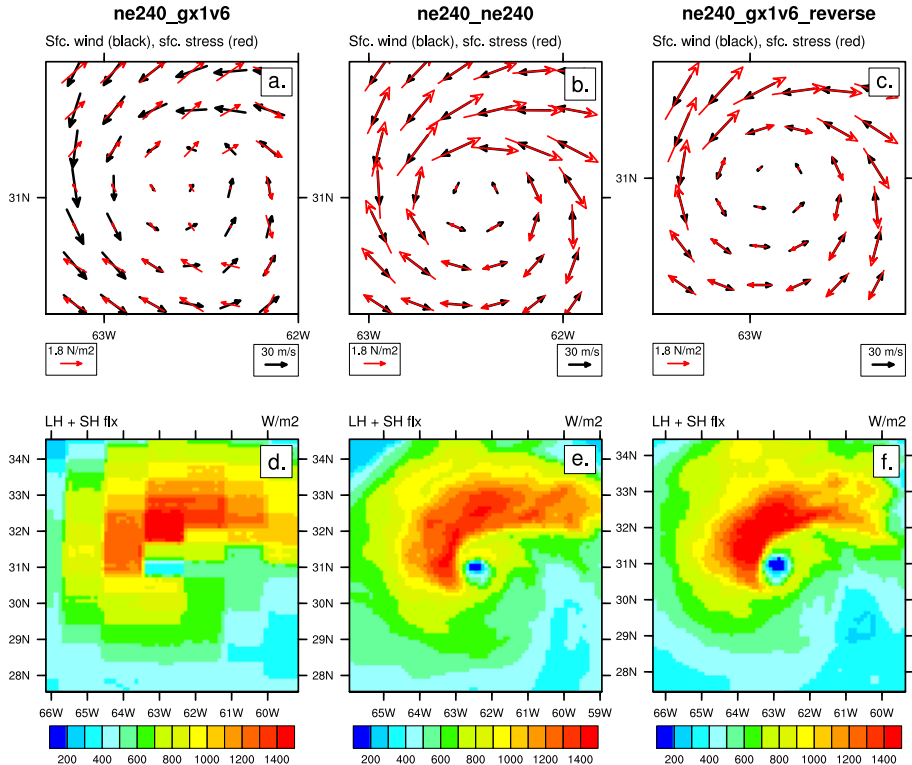 ne240_gx1v6 ne240_ne240 ne240_gx1v6_reverse
Sfc. wind (black), sfc. stress (red) Sfc. wind (black), sfc. stress (red) Sfc. wind (black), sfc. stress (red)
a. b. c.
31N 31N 31N
63W 62W 63W 62W 63W
1.8 N/m2 30 m/s 1.8 N/m2 30 m/s 1.8 N/m2 30 m/s
LH + SH flx W/m2 LH + SH flx W/m2 LH + SH flx W/m2
d. e. f.
34N 34N 34N
33N 33N 33N
32N 32N 32N
31N 31N 31N
30N 30N 30N
29N 29N 29N
28N 28N 28N
66W 65W 64W 63W 62W 61W 60W 65W 64W 63W 62W 61W 60W 59W 66W 65W 64W 63W 62W 61W 60W
200 400 600 800 1000 1200 1400 200 400 600 800 1000 1200 1400 200 400 600 800 1000 1200 1400